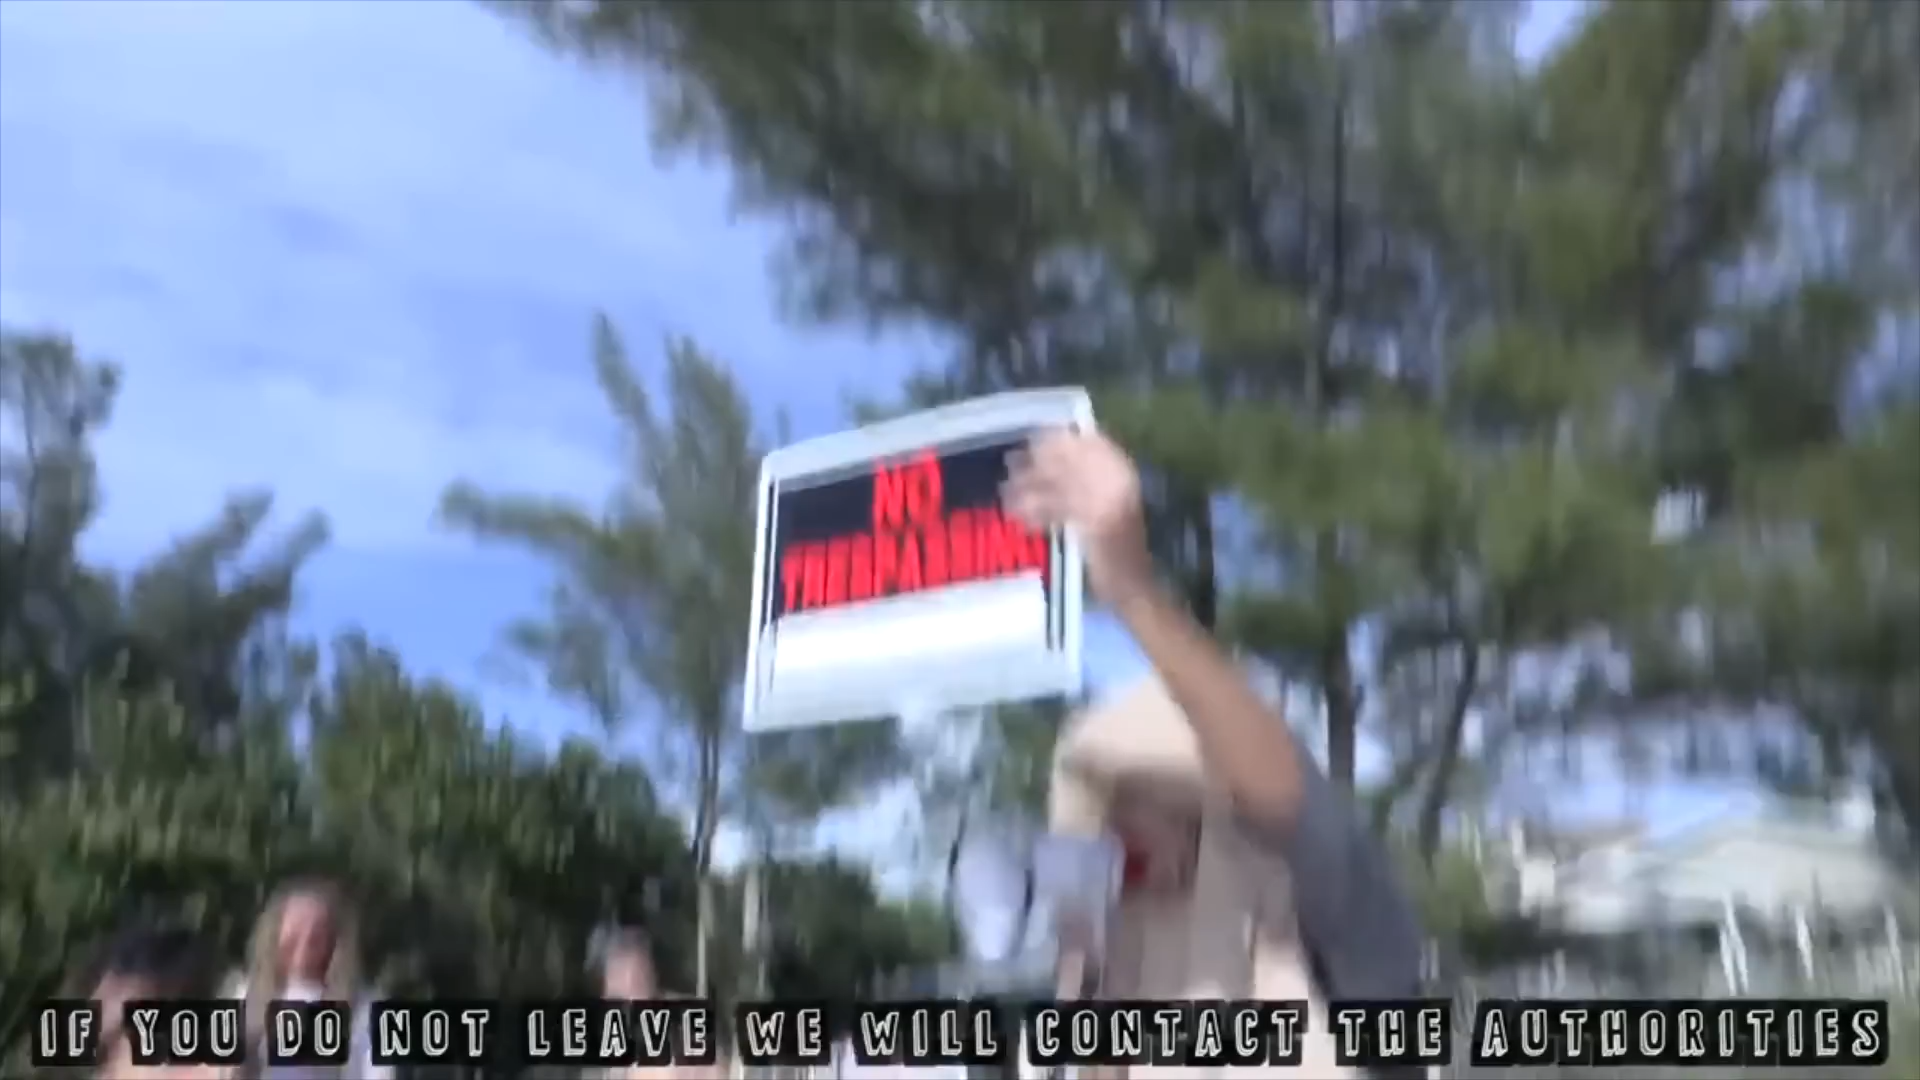 NO
TRESPASSING
IF YOU DO NOT LEAVE WE WILL CONTACT THE AUTHORITIES